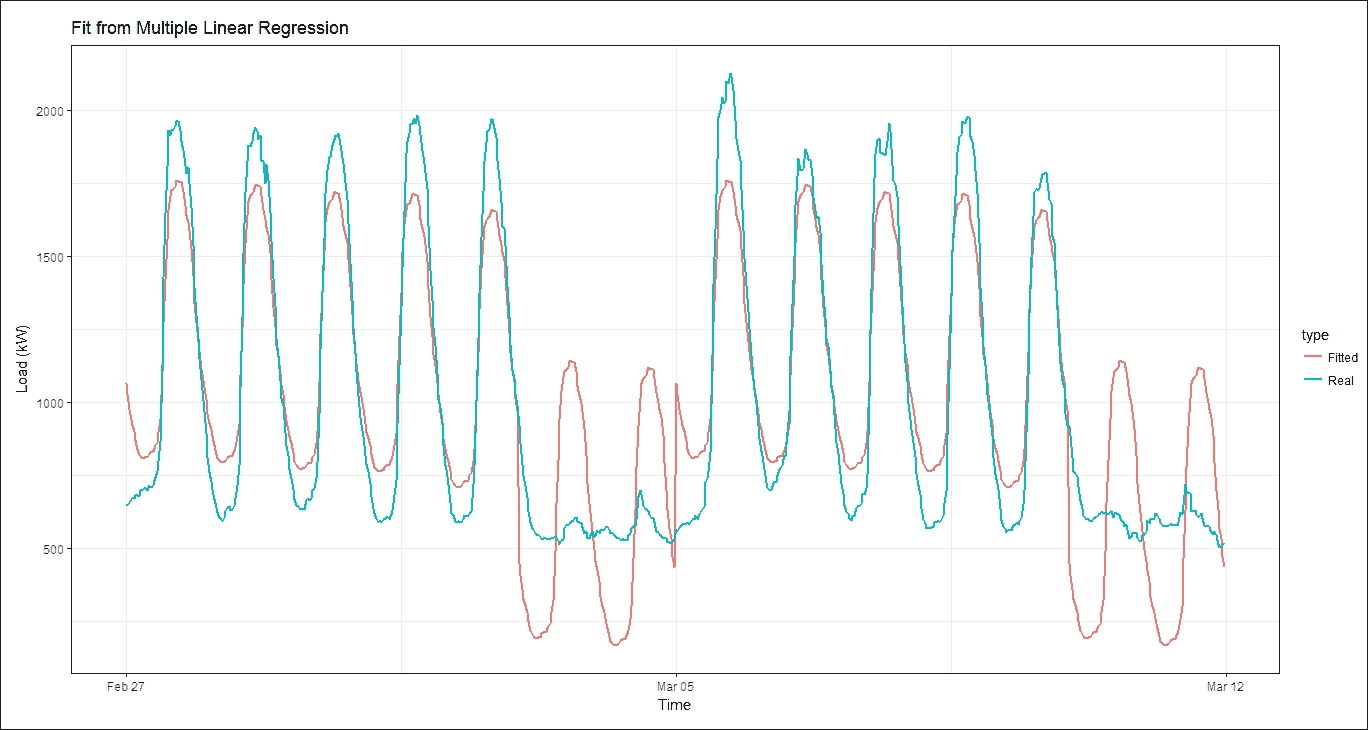 Fit from Multiple Linear Regression
2000
1500
1000
500
Load (kW)
Feb 27
Mar 05
Mar 12
Time
type
Fitted
Real